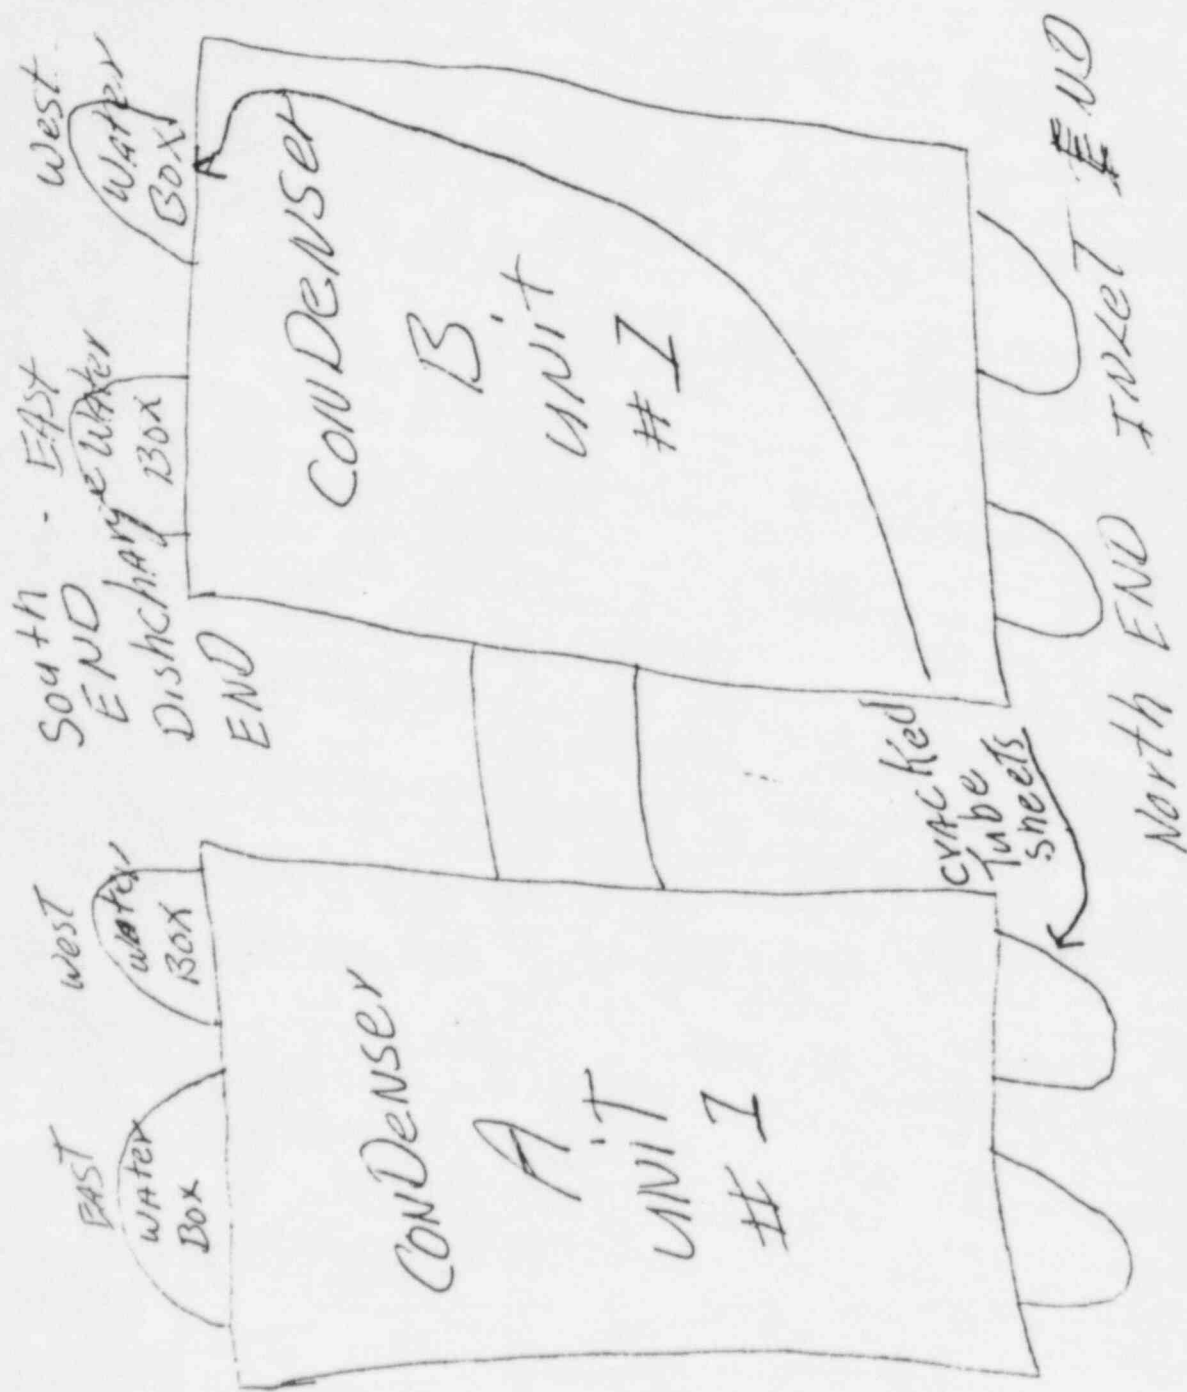 EAST
Water
Box
West
Water
Box
South
END
Dishcharge
END
EAST
Water
Box
West
Water
Box
ConDenser
A
UNiT
# 1
ConDenser
B
UNit
# 1
Cracked
Tube
Sheets
North END INLeT END